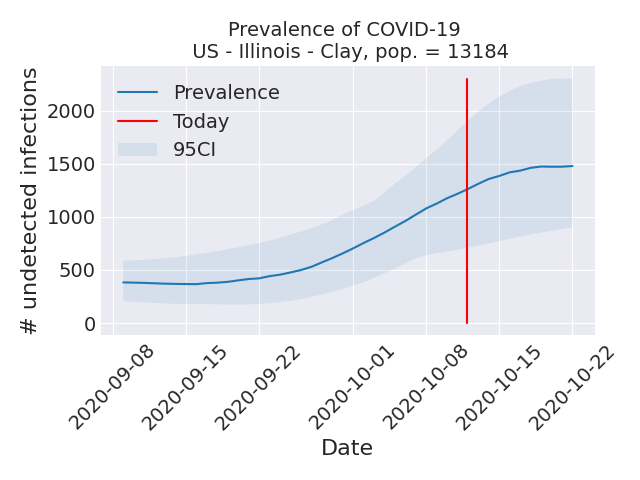 Prevalence of COVID-19
US - Illinois - Clay, pop. = 13184
# undetected infections
2000
1500
1000
500
0
Prevalence
Today
95CI
2020-09-08
2020-09-15
2020-09-22
2020-10-01
2020-10-08
2020-10-15
2020-10-22
Date